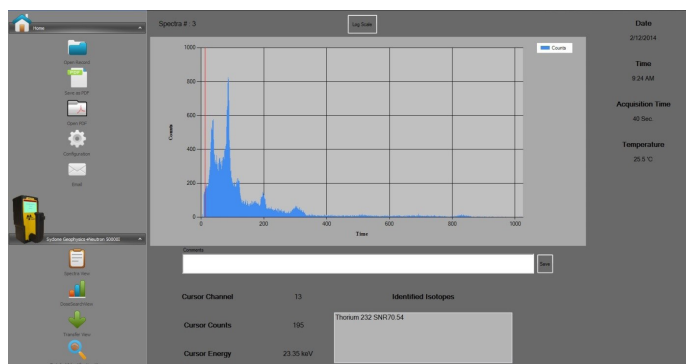 Home
Open Record
Save as PDF
Open PDF
Configuration
Email
Spectra View
Transfer View
Spectra # : 3
Log Scale
Counts
1000
800
600
400
200
0
Counts
0
200
400
600
800
1000
Time
Comments
Save
Cursor Channel
13
Identified Isotopes
Cursor Counts
195
Thorium 232 SNR70.54
Cursor Energy
23.35 keV
Date
2/12/2014
Time
9:24 AM
Acquisition Time
40 Sec.
Temperature
25.5 °C